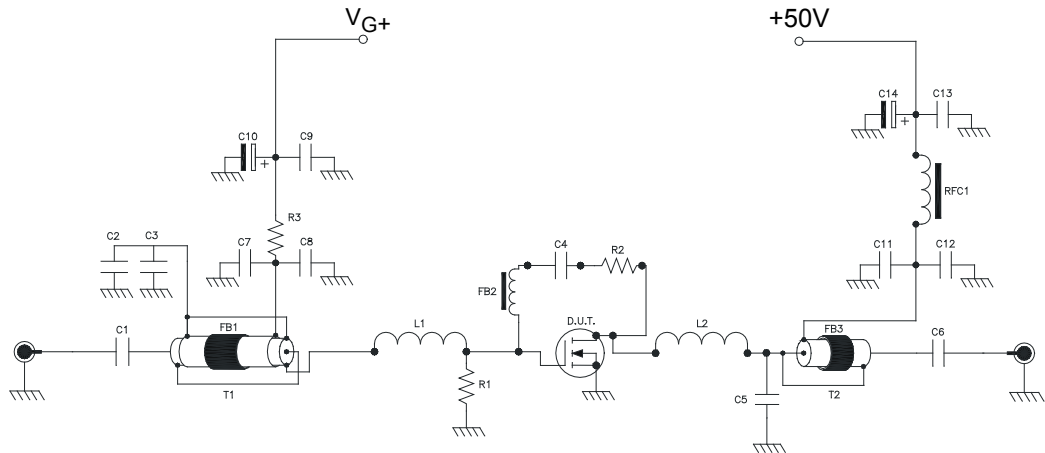 VG+
+50V
C14
C13
C10
C9
+
+
RFC1
R3
C2
C3
C7
C8
C4
R2
C11
C12
FB2
C1
FB1
L1
D.U.T.
L2
FB3
C6
R1
T1
C5
T2